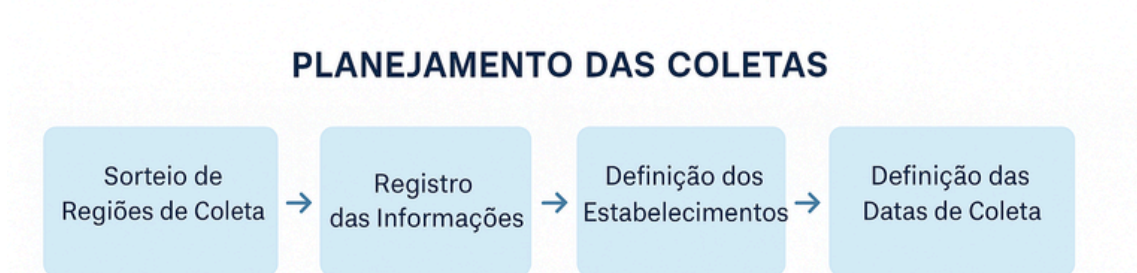 PLANEJAMENTO DAS COLETAS
Sorteio de
Regiões de Coleta
Registro
das Informações
Definição dos
Estabelecimentos
Definição das
Datas de Coleta